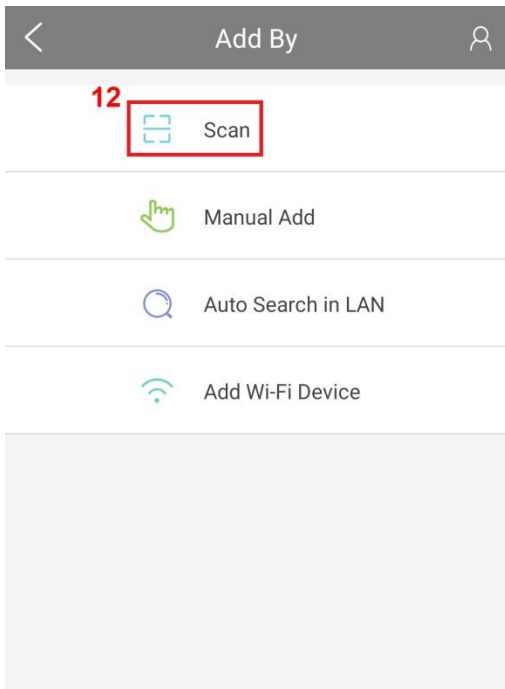 Add By
12
Scan
Manual Add
Auto Search in LAN
Add Wi-Fi Device